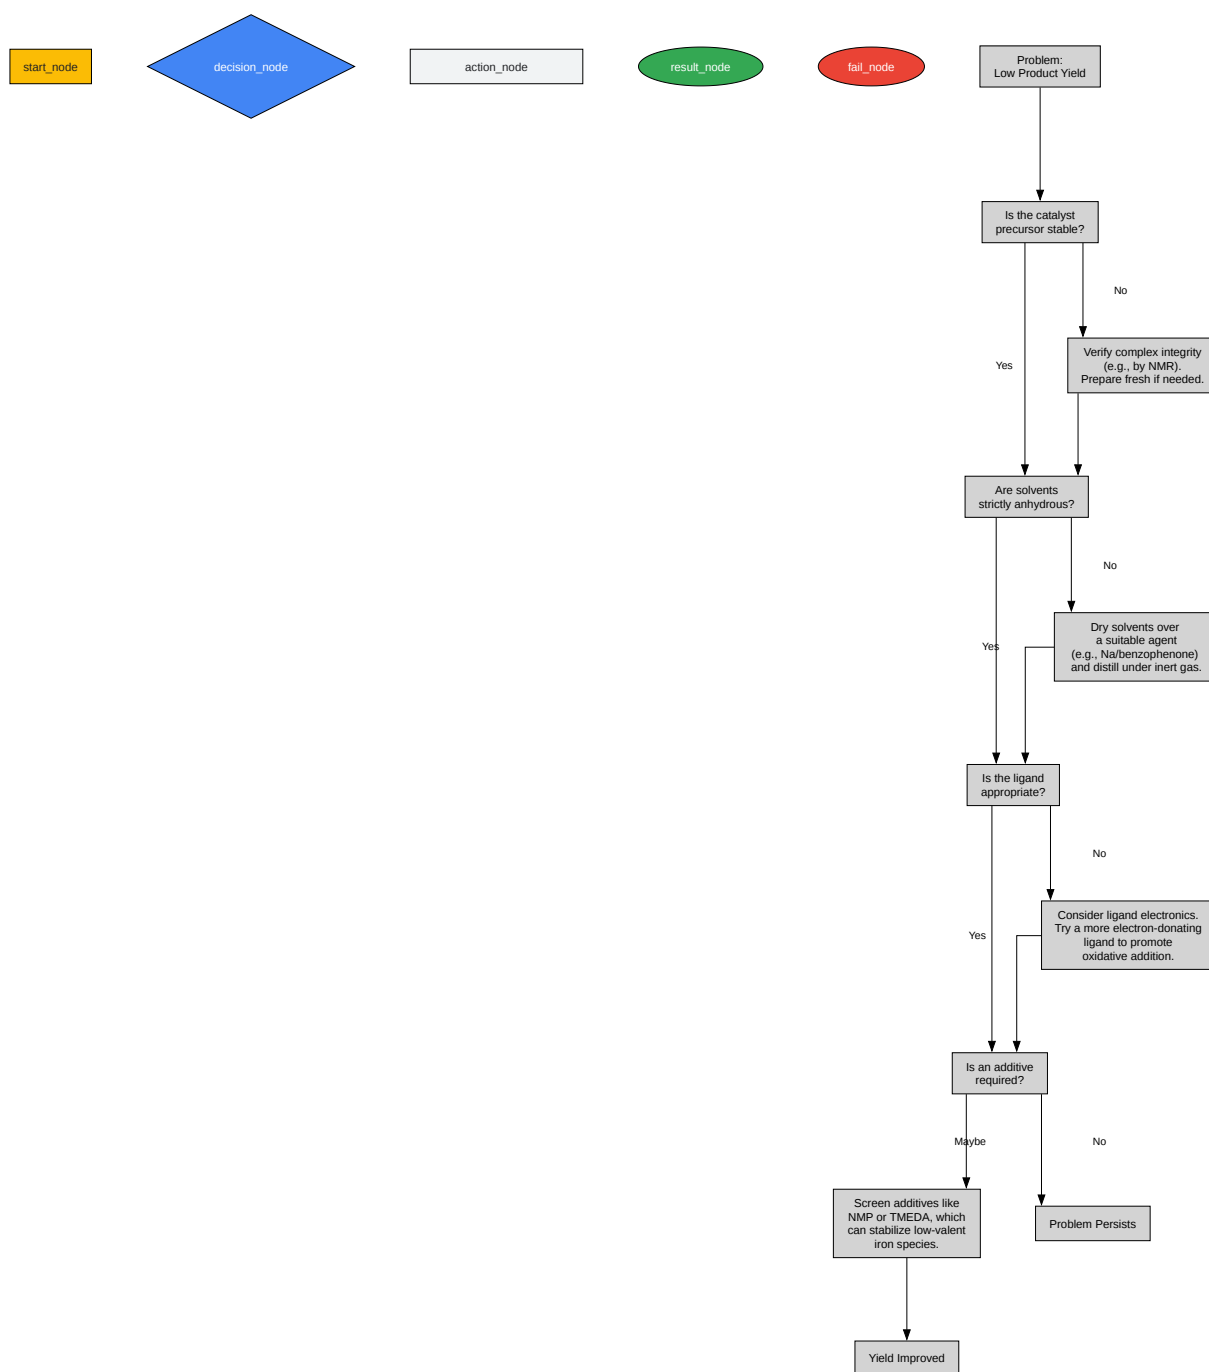 start_node
decision_node
action_node
result_node
fail_node
Problem:
Low Product Yield
Is the catalyst
precursor stable?
No
Yes
Verify complex integrity
(e.g., by NMR).
Prepare fresh if needed.
Are solvents
strictly anhydrous?
No
Yes
Dry solvents over
a suitable agent
(e.g., Na/benzophenone)
and distill under inert gas.
Is the ligand
appropriate?
No
Yes
Consider ligand electronics.
Try a more electron-donating
ligand to promote
oxidative addition.
Is an additive
required?
Maybe
No
Screen additives like
NMP or TMEDA, which
can stabilize low-valent
iron species.
Problem Persists
Yield Improved